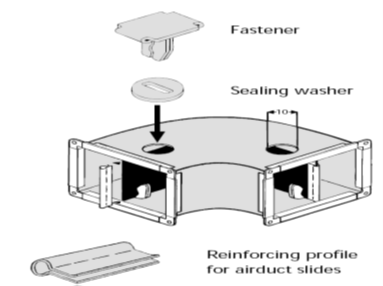 Fastener
Sealing washer
10
Reinforcing profile
for airduct slides